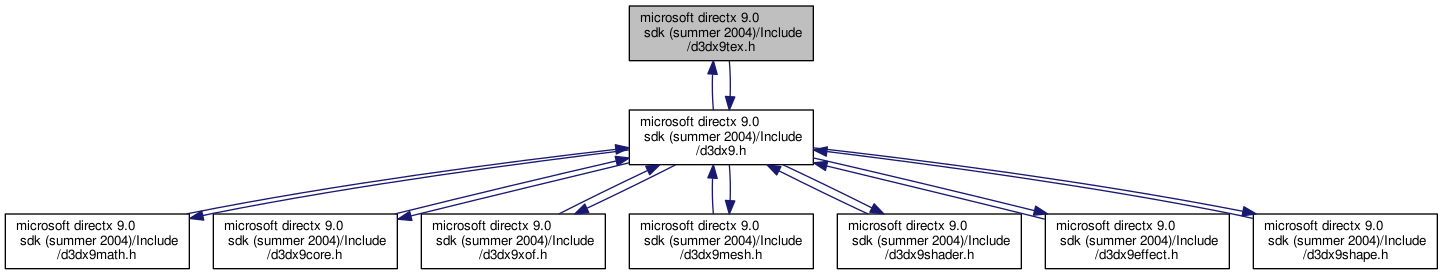 microsoft directx 9.0
sdk (summer 2004)/Include
/d3dx9tex.h
microsoft directx 9.0
sdk (summer 2004)/Include
/d3dx9.h
microsoft directx 9.0
sdk (summer 2004)/Include
/d3dx9math.h
microsoft directx 9.0
sdk (summer 2004)/Include
/d3dx9core.h
microsoft directx 9.0
sdk (summer 2004)/Include
/d3dx9xof.h
microsoft directx 9.0
sdk (summer 2004)/Include
/d3dx9mesh.h
microsoft directx 9.0
sdk (summer 2004)/Include
/d3dx9shader.h
microsoft directx 9.0
sdk (summer 2004)/Include
/d3dx9effect.h
microsoft directx 9.0
sdk (summer 2004)/Include
/d3dx9shape.h